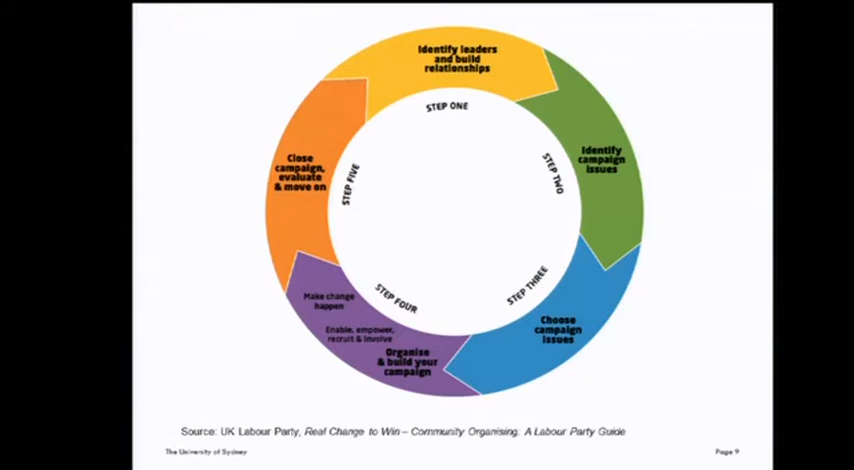 Identify leaders
and build
relationships
STEP ONE
Identify
campaign
issues
STEP TWO
Choose
campaign
issues
STEP THREE
Make change
happen
Enable, empower,
recruit & involve
Organise
& build your
campaign
STEP FOUR
Close
campaign,
evaluate
& move on
STEP FIVE
Source: UK Labour Party, Real Change to Win – Community Organising: A Labour Party Guide
The University of Sydney
Page 9